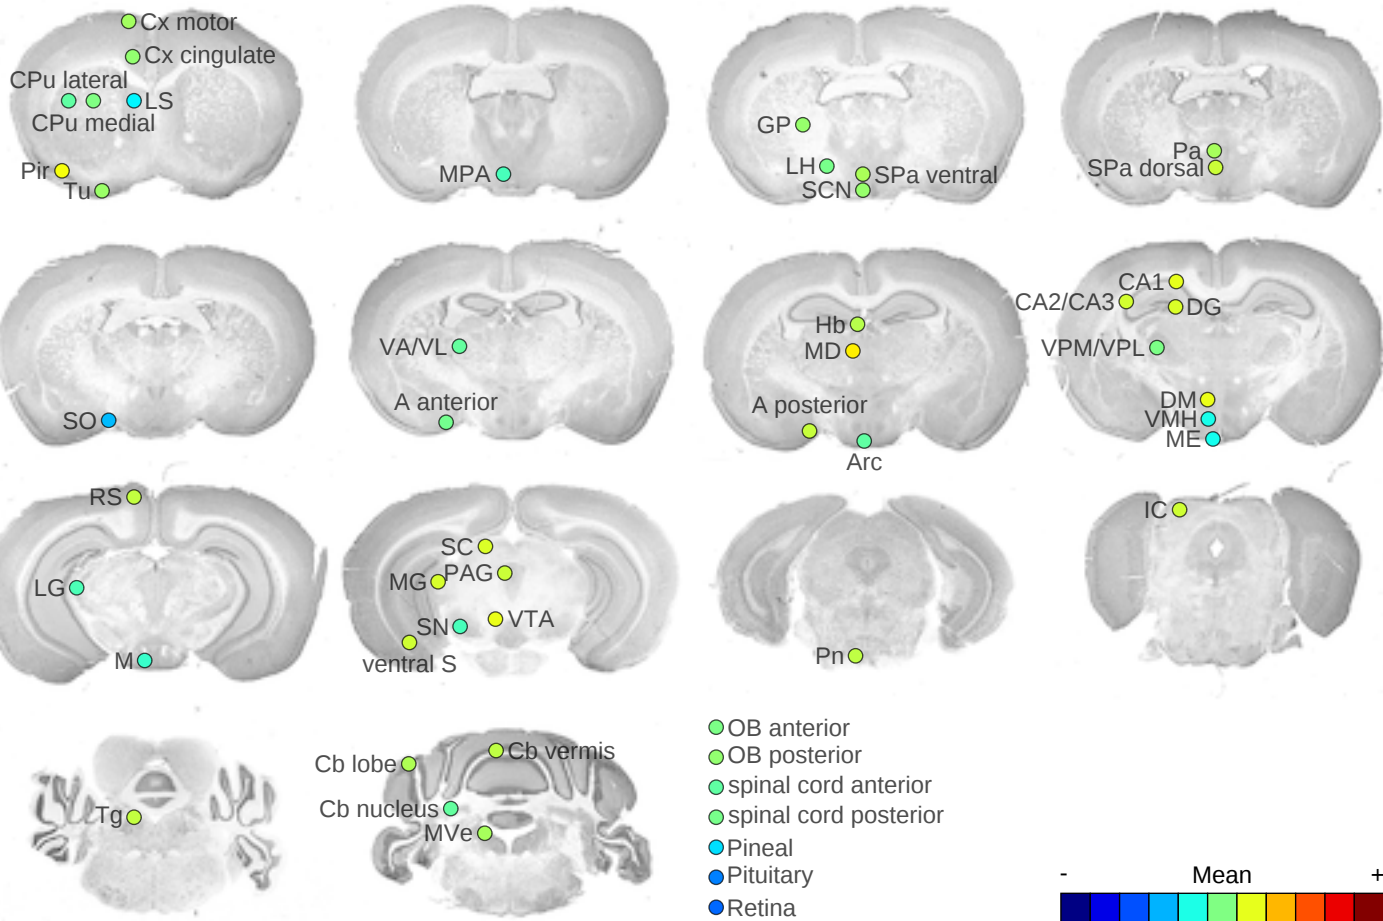 Cx motor
Cx cingulate
CPu lateral
LS
CPu medial
Pir
Tu
MPA
GP
LH
SPa ventral
SCN
Pa
SPa dorsal
SO
VA/VL
A anterior
Hb
MD
A posterior
Arc
CA1
CA2/CA3
DG
VPM/VPL
DM
VMH
ME
RS
LG
M
SC
MG
PAG
SN
VTA
ventral S
Pn
IC
Tg
Cb lobe
Cb vermis
Cb nucleus
MVe
OB anterior
OB posterior
spinal cord anterior
spinal cord posterior
Pineal
Pituitary
Retina
- Mean +